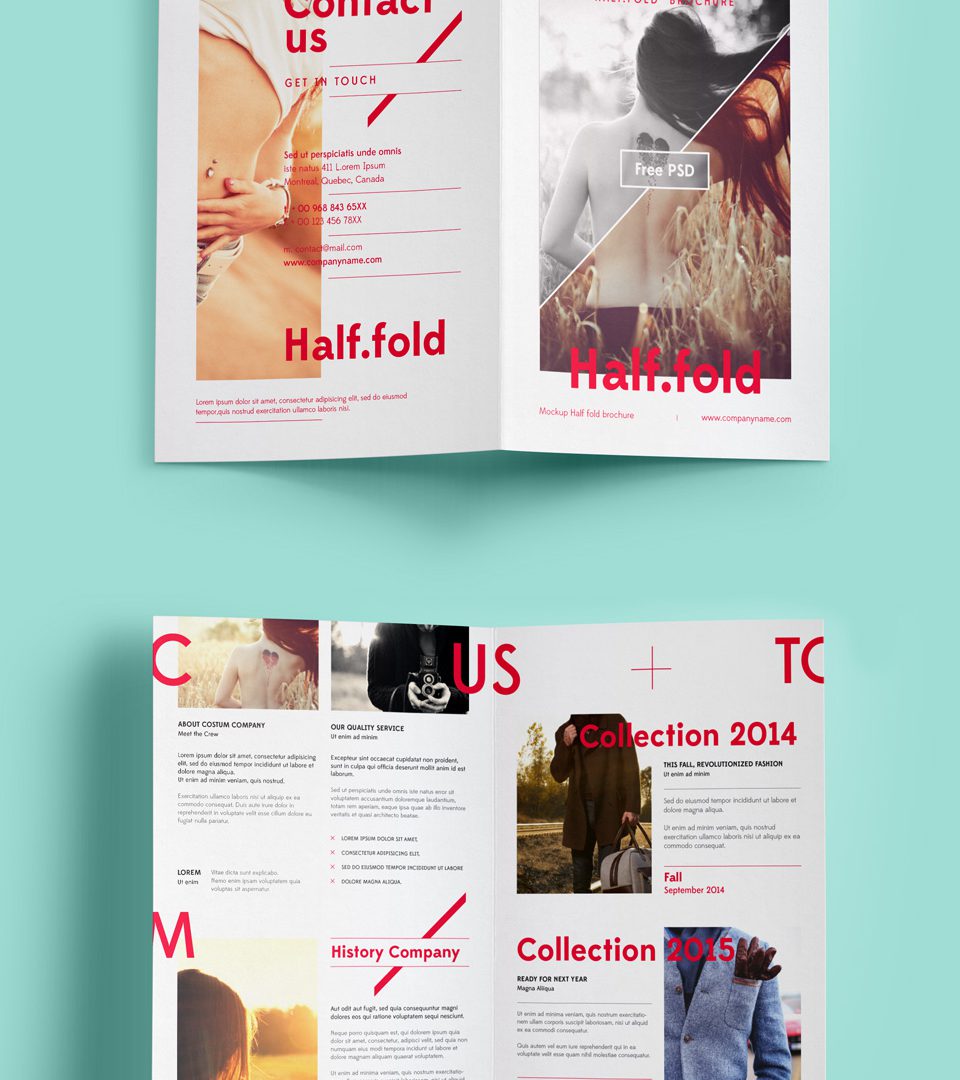 Contact
us
GET IN TOUCH
Sed ut perspiciatis unde omnis
iste natus 411 L.orem Ipsum
Montreal, Quebec, Canada
+ 00 968 843 65XX
+ 00 123 456 78XX
m. contact@mail.com
www.companyname.com
Half.fold
Lorem ipsum dolor sit amet, consectetur adipisicing elit, sed do eiusmod
tempor,quis nostrud exercitation ullamco laboris nisi.
HALF.FOLD BROCHURE
Free PSD
Half.fold
Mockup Half fold brochure
www.companyname.com
C
US
TO
ABOUT COSTUM COMPANY
Meet the Crew
Lorem ipsum dolor sit amet, consectetur adipisicing
elit, sed do eiusmod tempor incididunt ut labore et
dolore magna aliqua.
Ut enim ad minim veniam, quis nostrud.
Exercitation ullamco laboris nisi ut aliquip ex ea
commodo consequat. Duis aute irure dolor in
reprehenderit in voluptate velit esse cillum dolore eu
fugiat nulla pariatur.
LOREM
Ut enim
Vitae dicta sunt explicabo.
Nemo enim ipsam voluptatem quia
voluptas sit aspernatur.
OUR QUALITY SERVICE
Ut enim ad minim
Excepteur sint occaecat cupidatat non proident,
sunt in culpa qui officia deserunt mollit anim id est
laborum.
Sed ut perspiciatis unde omnis iste natus error sit
voluptatem accusantium doloremque laudantium,
totam rem aperiam, eaque ipsa quae ab illo inventore
veritatis et quasi architecto beatae.
LOREM IPSUM DOLOR SIT AMET,
CONSECTETUR ADIPISICING ELIT,
SED DO EIUSMOD TEMPOR INCIDIDUNT UT LABORE
DOLORE MAGNA ALIQUA.
M
History Company
Aut odit aut fugit, sed quia consequuntur magni
dolores eos qui ratione voluptatem sequi nesciunt.
Neque porro quisquam est, qui dolorem ipsum quia
dolor sit amet, consectetur, adipisci velit, sed quia non
numquam eius modi tempora incidunt ut labore et
dolore magnam aliquam quaerat voluptatem.
Collection 2014
THIS FALL, REVOLUTIONIZED FASHION
Ut enim ad minim
Sed do eiusmod tempor incididunt ut labore et
dolore magna aliqua.
Ut enim ad minim veniam, quis nostrud
exercitation ullamco laboris nisi ut aliquip ex ea
commodo consequat.
Fall
September 2014
Collection 2015
READY FOR NEXT YEAR
Magna Aliiqua
Ut enim ad minim veniam, quis nostrud exercitatio-
nem ullam corporis suscipit laboriosam, nisi ut aliquid
ex ea commodi consequatur.
Quis autem vel eum iure reprehenderit qui in ea
voluptate velit esse quam nihil molestiae consequatur.